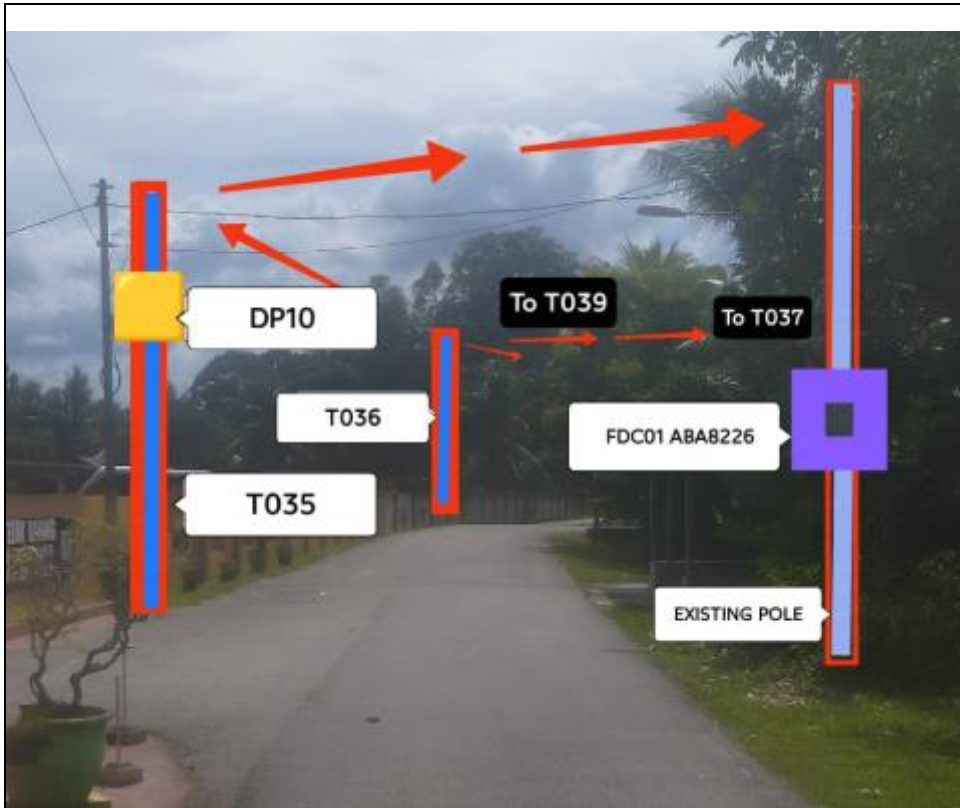 To T039
To T037
DP10
T036
FDC01 ABA8226
T035
EXISTING POLE